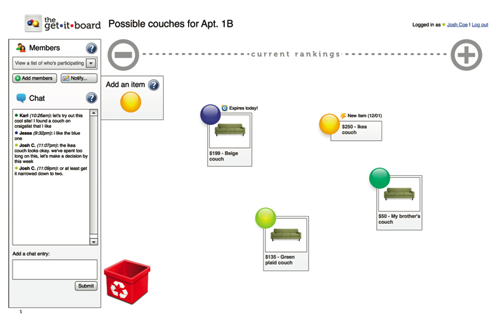 the
get•it•board
Possible couches for Apt. 1B
Logged in as Josh Coe | Log out
current rankings
Members
View a list of who's participating
Add members
Notify...
Chat
Karl (10:26am): let's try out this
cool site! I found a couch on
craigslist that I like
Jesse (9:32pm): I like the blue
one
Josh C. (11:07pm): the ikea
couch looks okay. we've spent too
long on this, let's make a decision by
this week
Josh C. (11:09pm): or at least get
it narrowed down to two.
Add a chat entry:
Submit
Add an item
Expires today!
$199 - Beige
couch
New item (12/01)
$250 - Ikea
couch
$50 - My brother's
couch
$135 - Green
plaid couch